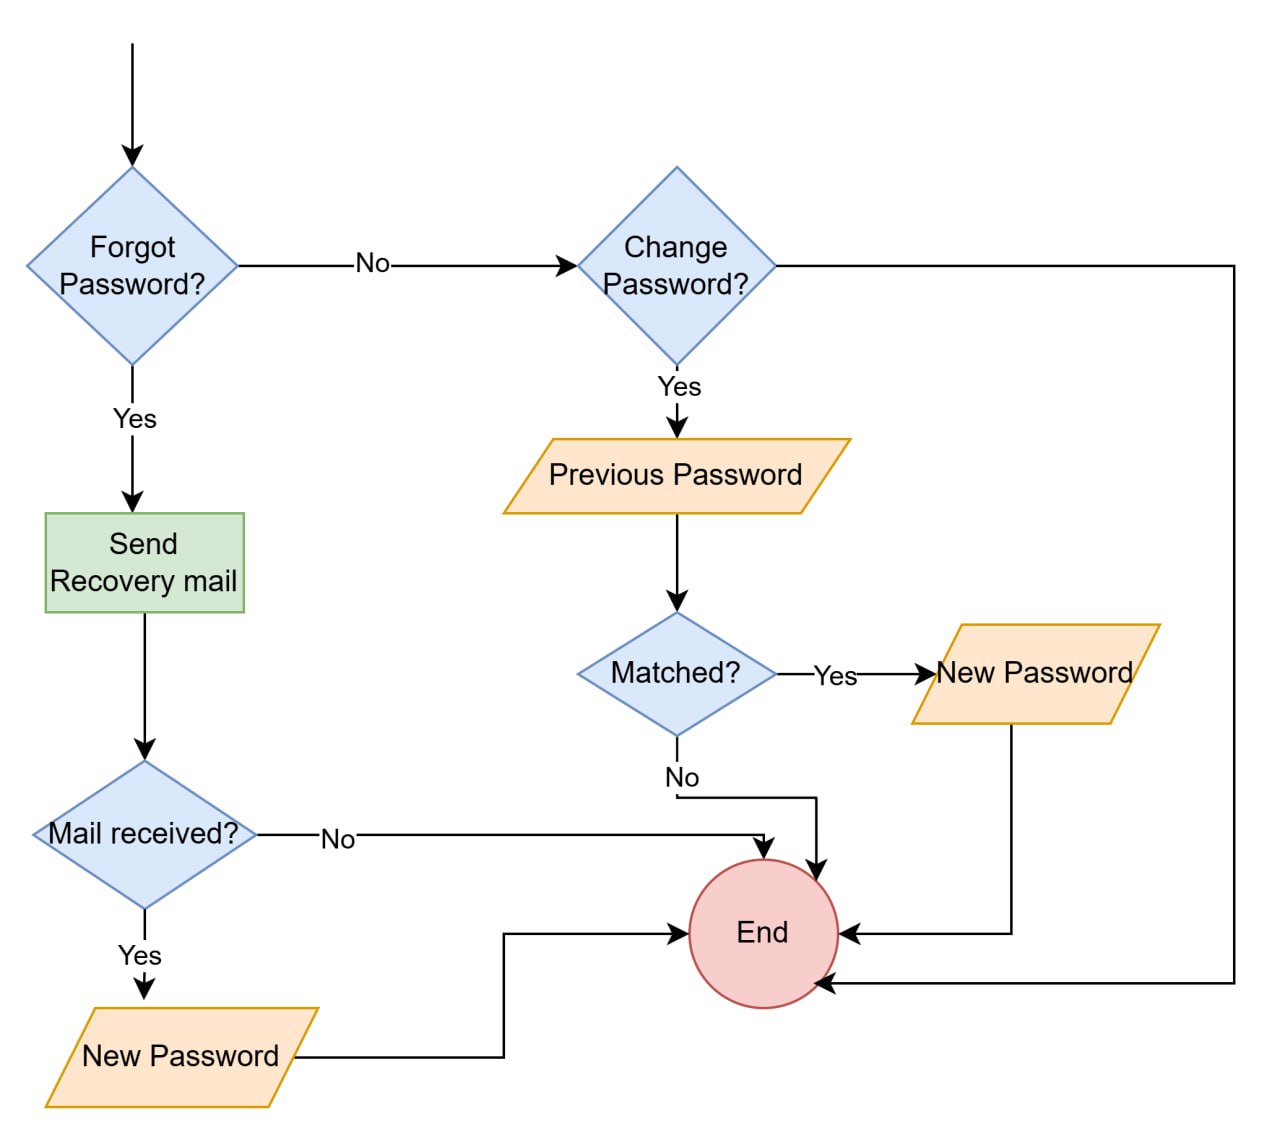 Forgot
Password?
No
Change
Password?
Yes
Yes
Previous Password
Send
Recovery mail
Matched?
Yes
New Password
No
Mail received?
No
End
Yes
New Password